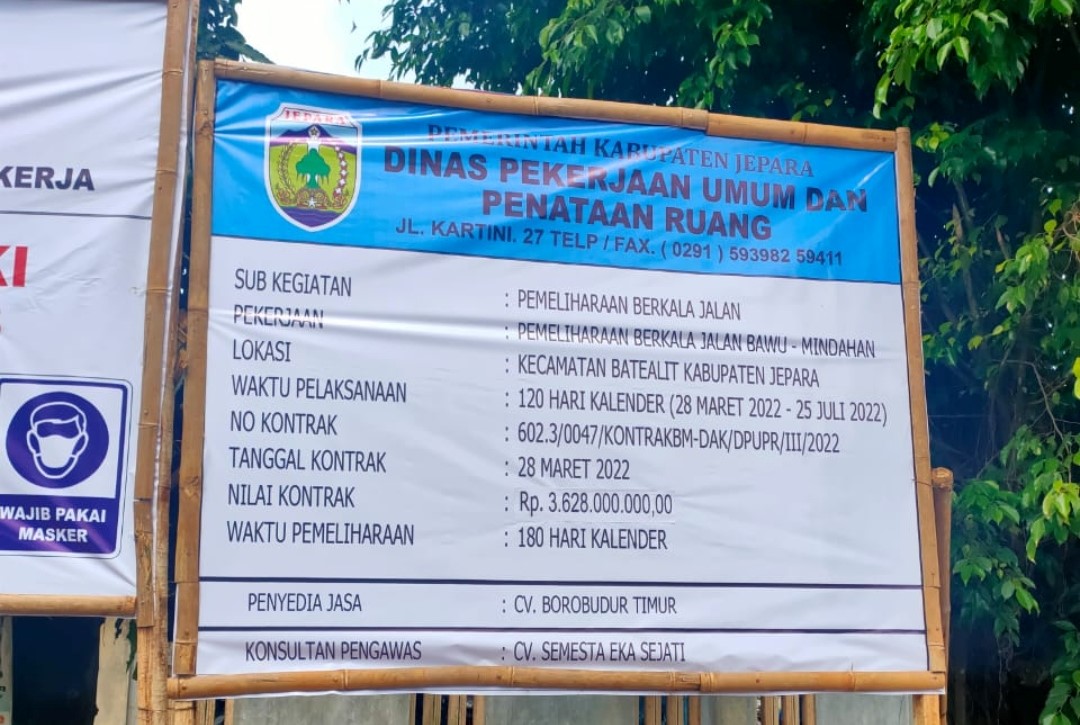 KERJA
KI
WAJIB PAKAI
MASKER
JEPARA
PEMERINTAH KABUPATEN JEPARA
DINAS PEKERJAAN UMUM DAN
PENATAAN RUANG
JL. KARTINI. 27 TELP / FAX. ( 0291 ) 593982 59411
SUB KEGIATAN : PEMELIHARAAN BERKALA JALAN
PEKERJAAN : PEMELIHARAAN BERKALA JALAN BAWU - MINDAHAN
LOKASI : KECAMATAN BATEALIT KABUPATEN JEPARA
WAKTU PELAKSANAAN : 120 HARI KALENDER (28 MARET 2022 - 25 JULI 2022)
NO KONTRAK : 602.3/0047/KONTRAKBM-DAK/DPUPR/III/2022
TANGGAL KONTRAK : 28 MARET 2022
NILAI KONTRAK : Rp. 3.628.000.000,00
WAKTU PEMELIHARAAN : 180 HARI KALENDER
PENYEDIA JASA : CV. BOROBUDUR TIMUR
KONSULTAN PENGAWAS : CV. SEMESTA EKA SEJATI